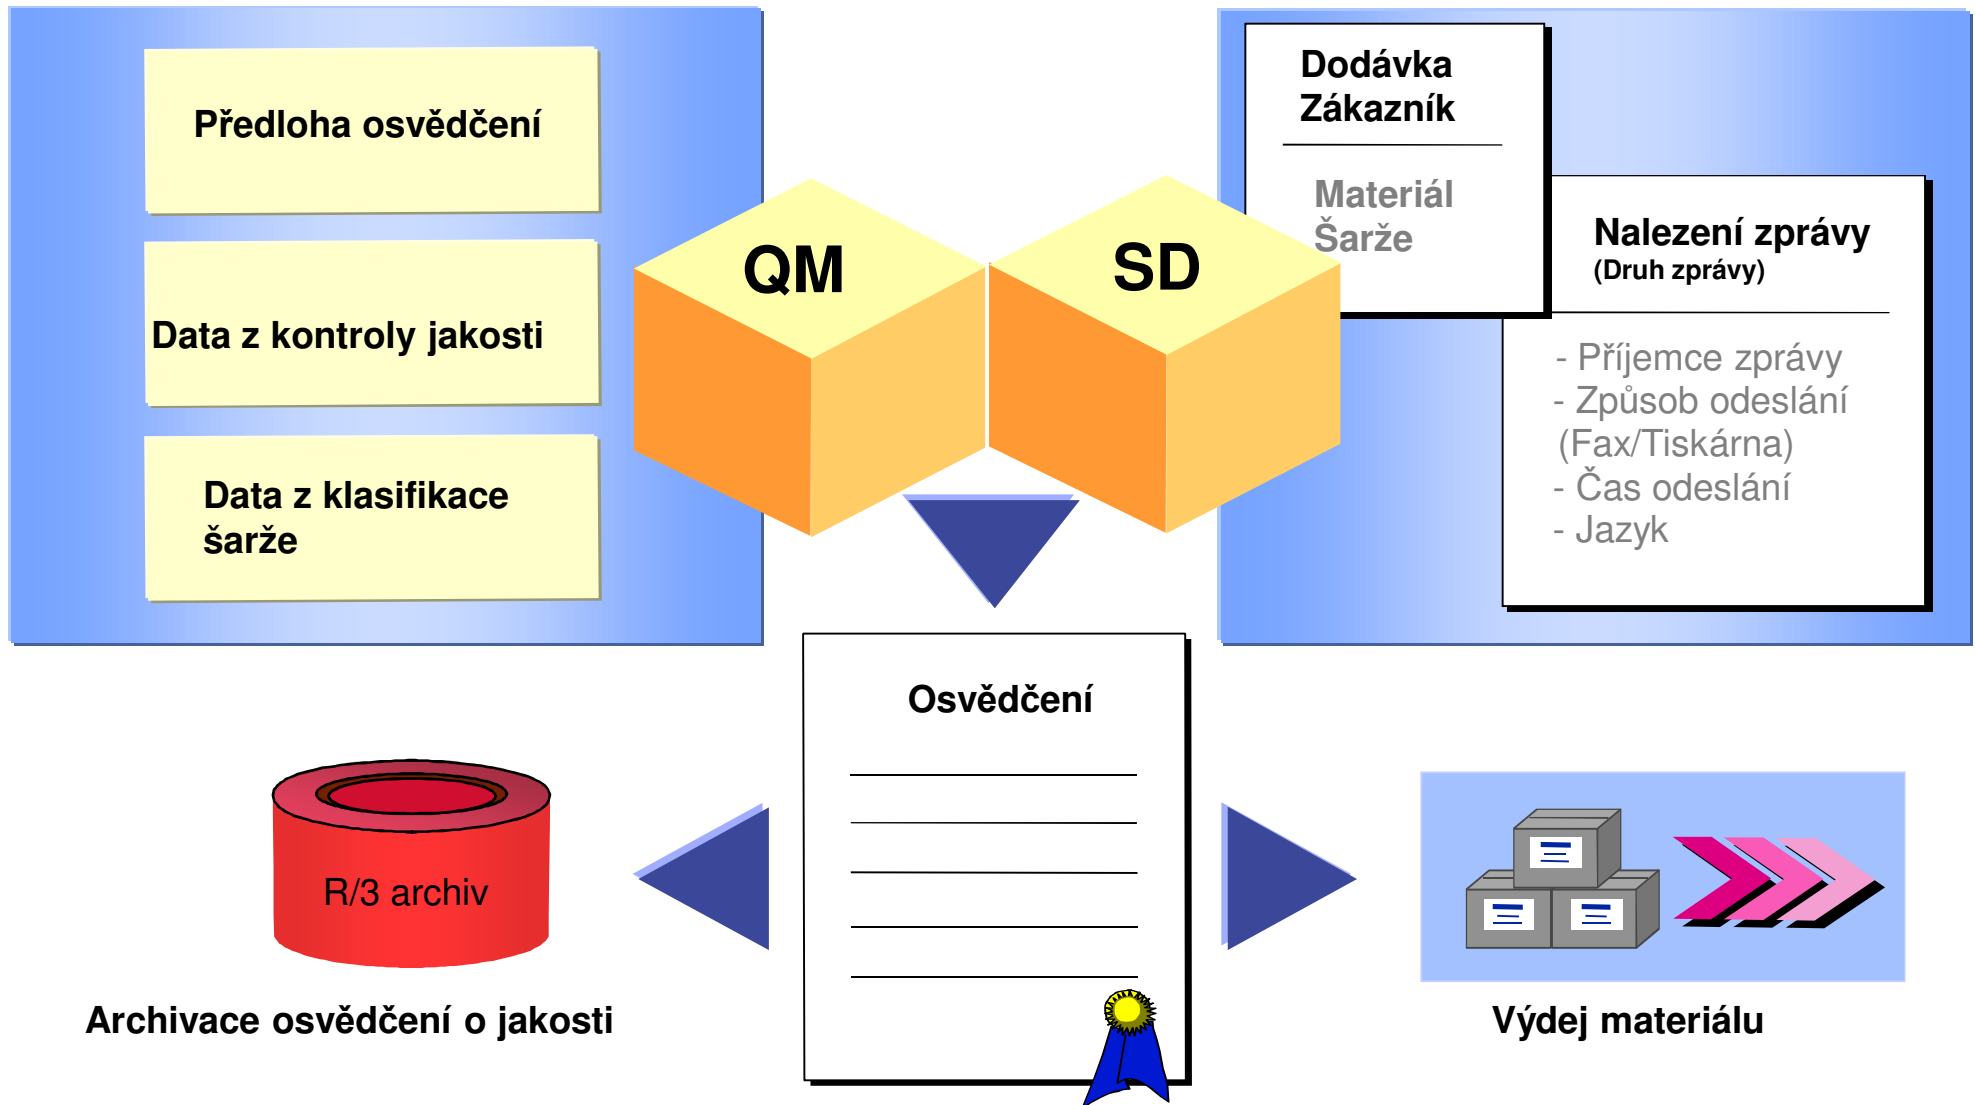 Předloha osvědčení
Data z kontroly jakosti
Data z klasifikace
šarže
QM
SD
Dodávka
Zákazník
Materiál
Šarže
Nalezení zprávy
(Druh zprávy)
- Příjemce zprávy
- Způsob odeslání
(Fax/Tiskárna)
- Čas odeslání
- Jazyk
Osvědčení
R/3 archiv
Archivace osvědčení o jakosti
Výdej materiálu